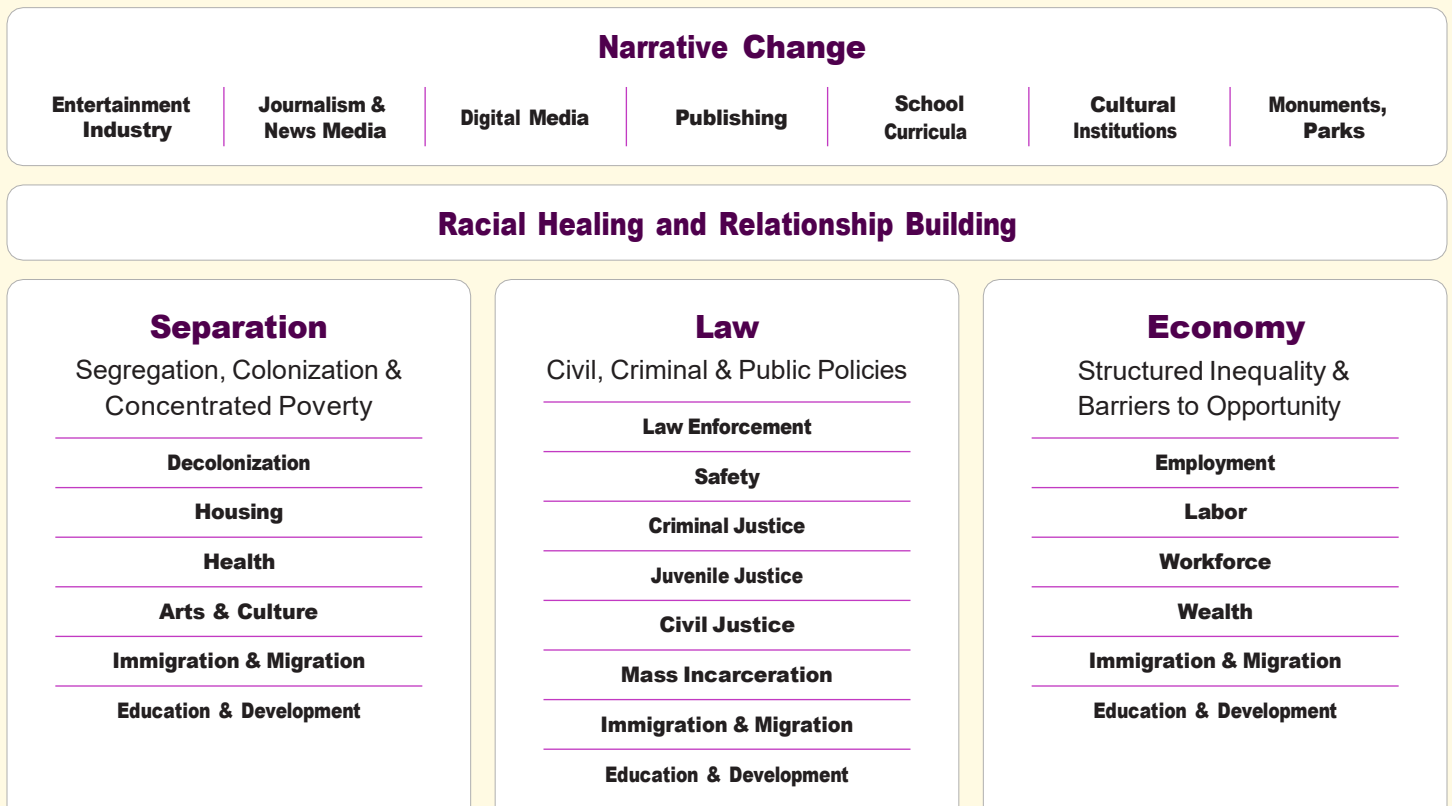 Narrative Change
Entertainment
Industry
Journalism &
News Media
Digital Media
Publishing
School
Curricula
Cultural
Institutions
Monuments,
Parks
Racial Healing and Relationship Building
Separation
Segregation, Colonization &
Concentrated Poverty
Decolonization
Housing
Health
Arts & Culture
Immigration & Migration
Education & Development
Law
Civil, Criminal & Public Policies
Law Enforcement
Safety
Criminal Justice
Juvenile Justice
Civil Justice
Mass Incarceration
Immigration & Migration
Education & Development
Economy
Structured Inequality &
Barriers to Opportunity
Employment
Labor
Workforce
Wealth
Immigration & Migration
Education & Development